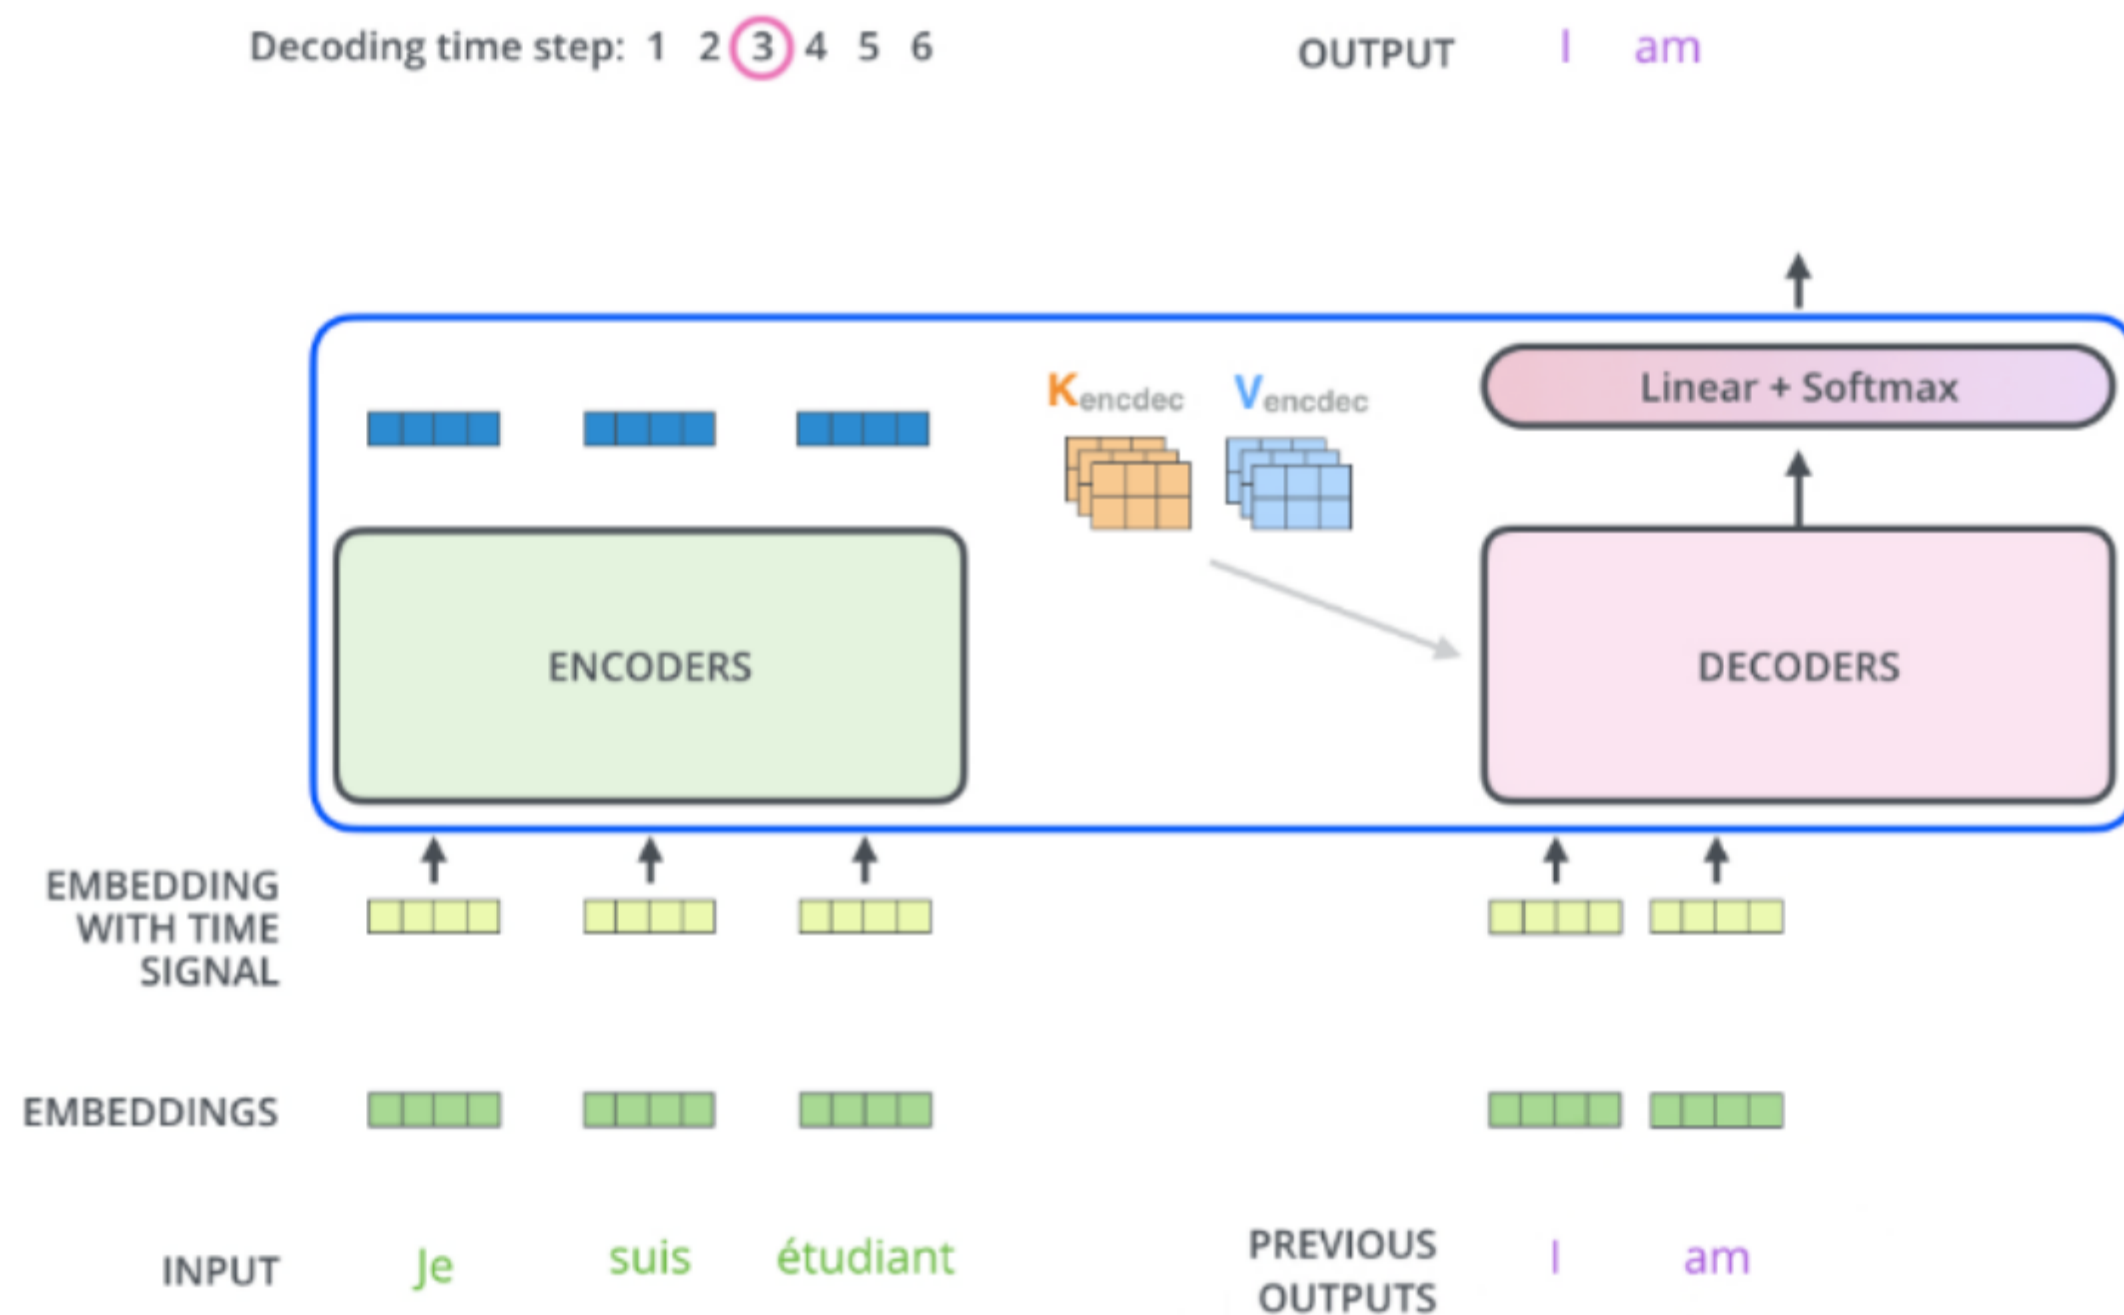 Decoding time step: 1 2 3 4 5 6
OUTPUT I am
Kencdec Vencdec
Linear + Softmax
ENCODERS
DECODERS
EMBEDDING
WITH TIME
SIGNAL
EMBEDDINGS
INPUT Je suis étudiant
PREVIOUS
OUTPUTS
I am